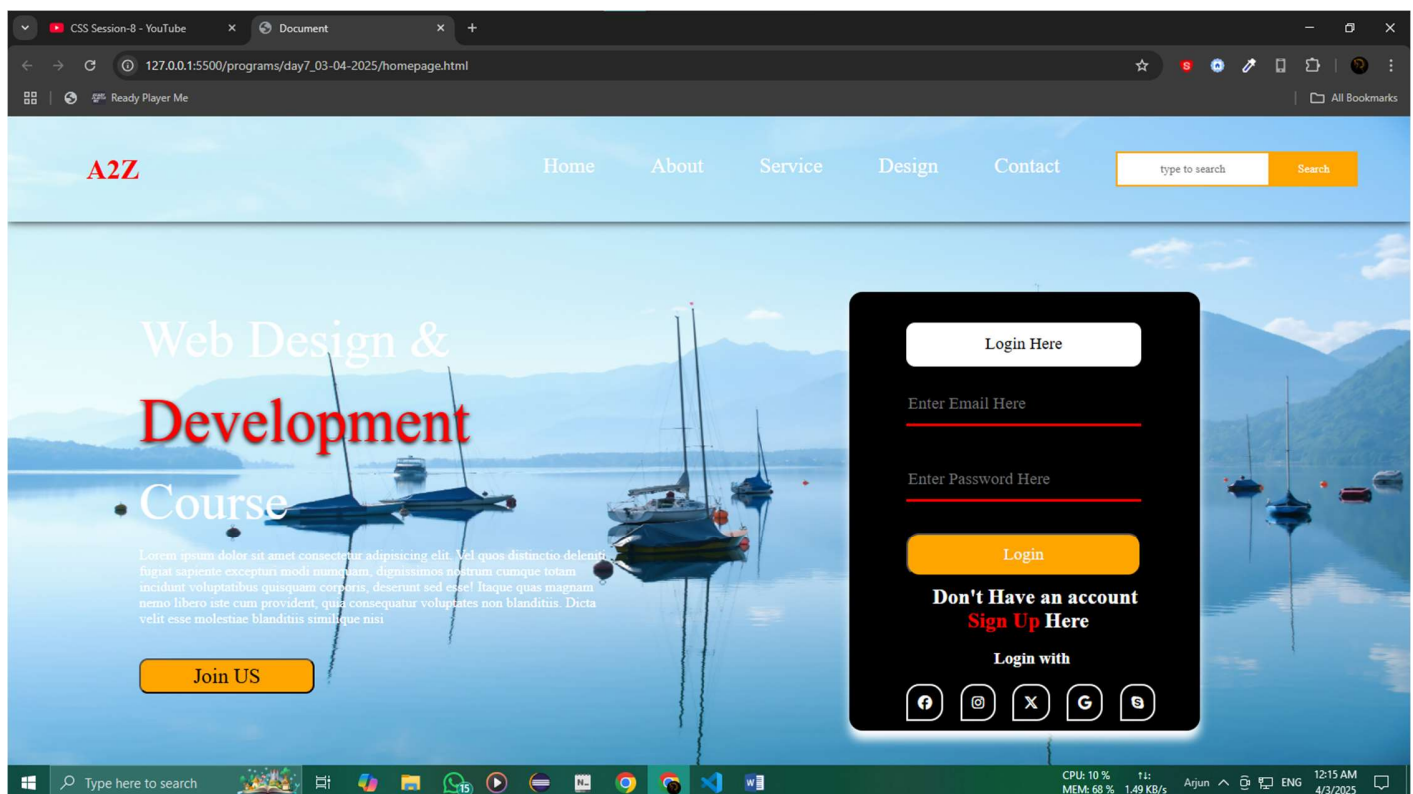 CSS Session-8 - YouTube
Document
127.0.0.1:5500/programs/day7_03-04-2025/homepage.html
Ready Player Me
All Bookmarks
A2Z
Home
About
Service
Design
Contact
type to search
Search
Web Design &
Development
Course
Lorem ipsum dolor sit amet consectetur adipisicing elit. Vel quos distinctio deleniti
fugiat sapiente excepturi modi numquam, dignissimos nostrum cumque totam
incidunt voluptatibus quisquam corporis, deserunt sed esse! Itaque quas magnam
nemo libero iste cum provident, quia consequatur voluptates non blanditiis. Dicta
velit esse molestiae blanditiis similique nisi
Join US
Login Here
Enter Email Here
Enter Password Here
Login
Don't Have an account
Sign Up Here
Login with
Type here to search
15
CPU: 10 %
MEM: 68 %
↑↓:
1.49 KB/s
Arjun
ENG
12:15 AM
4/3/2025